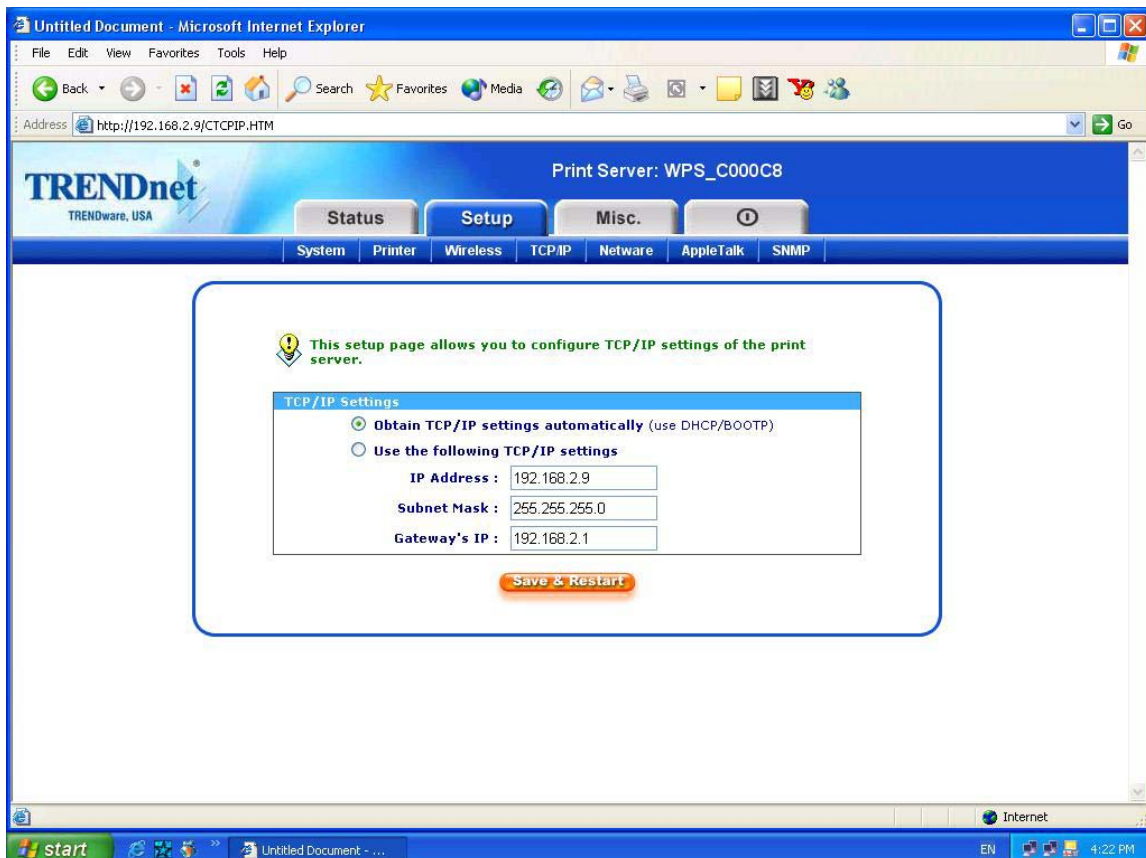 Untitled Document - Microsoft Internet Explorer
File Edit View Favorites Tools Help
Back Search Favorites Media
Address http://192.168.2.9/CTCPIP.HTM Go
TRENDnet
TRENDware, USA
Print Server: WPS_C000C8
Status Setup Misc.
System Printer Wireless TCP/IP Netware AppleTalk SNMP
This setup page allows you to configure TCP/IP settings of the print
server.
TCP/IP Settings
Obtain TCP/IP settings automatically (use DHCP/BOOTP)
Use the following TCP/IP settings
IP Address : 192.168.2.9
Subnet Mask : 255.255.255.0
Gateway's IP : 192.168.2.1
Save & Restart
Internet
start » Untitled Document - ... EN 4:22 PM